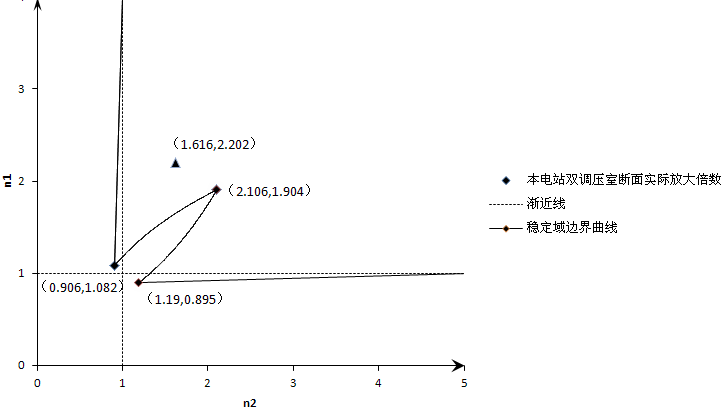 n1
3
2
1
0
(1.616,2.202)
(2.106,1.904)
(0.906,1.082)
(1.19,0.895)
0 1 2 3 4 5
n2
本电站双调压室断面实际放大倍数
渐近线
稳定域边界曲线